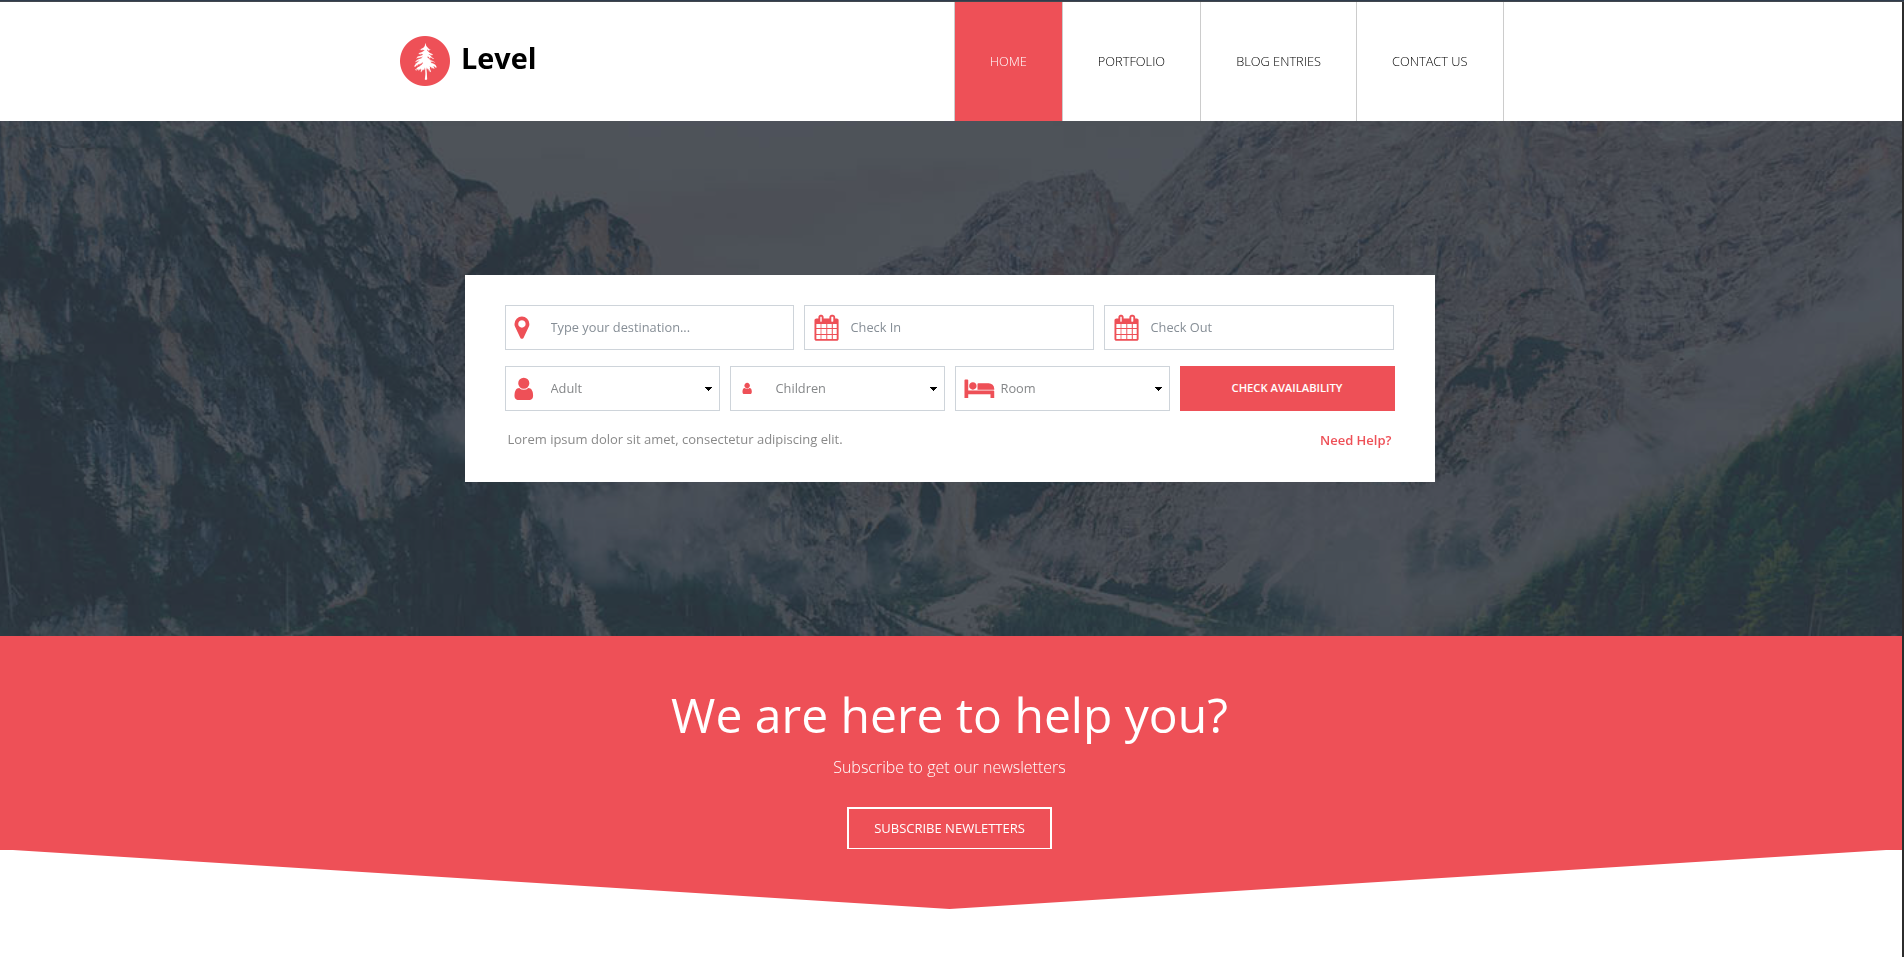 Level
HOME
PORTFOLIO
BLOG ENTRIES
CONTACT US
Type your destination...
Check In
Check Out
Adult
Children
Room
CHECK AVAILABILITY
Lorem ipsum dolor sit amet, consectetur adipiscing elit.
Need Help?
We are here to help you?
Subscribe to get our newsletters
SUBSCRIBE NEWLETTERS